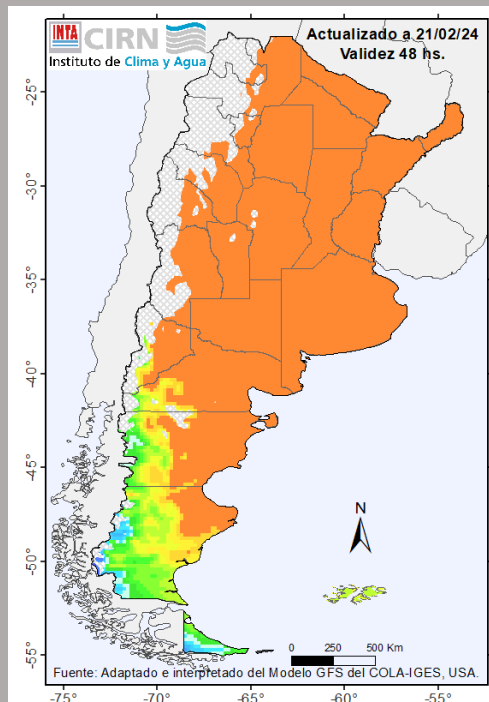 INTA CIRN
Instituto de Clima y Agua
Actualizado a 21/02/24
Validez 48 hs.
-25°
-30°
-35°
-40°
-45°
-50°
-55°
N
0 250 500 Km
Fuente: Adaptado e interpretado del Modelo GFS del COLA-IGES, USA.
-75° -70° -65° -60° -55°